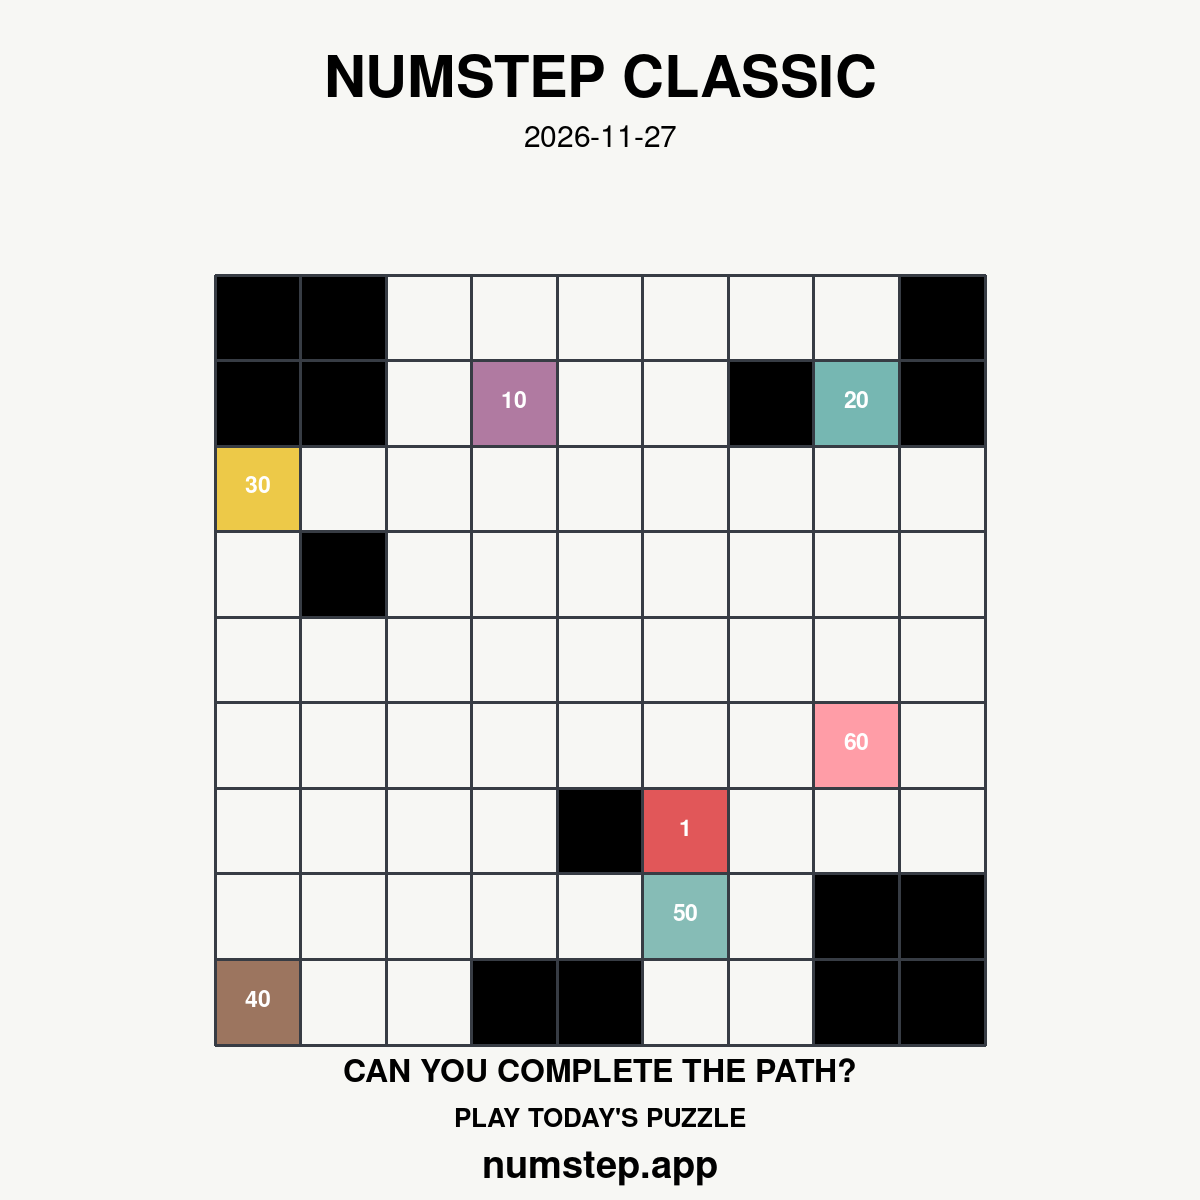 NUMSTEP CLASSIC
2026-11-27
10 20
30
60
1
50
40
CAN YOU COMPLETE THE PATH?
PLAY TODAY'S PUZZLE
numstep.app